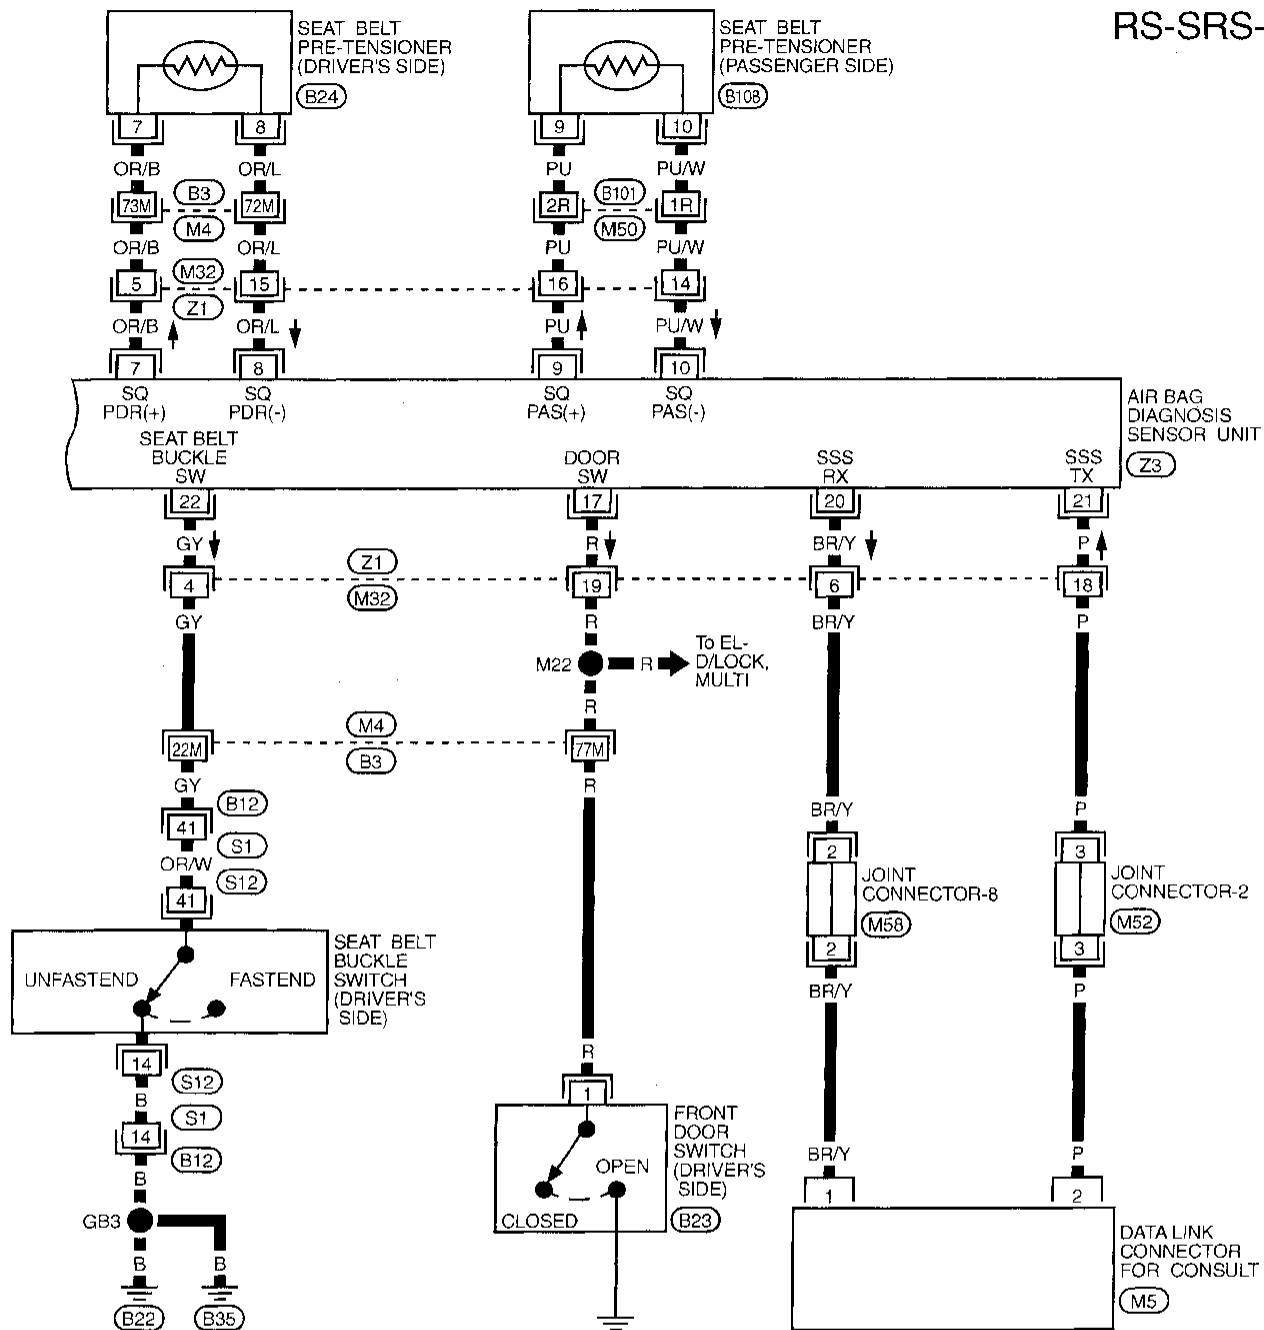 RS-SRS-
SEAT BELT
PRE-TENSIONER
(DRIVER'S SIDE)
B24
SEAT BELT
PRE-TENSIONER
(PASSENGER SIDE)
B108
7 8 9 10
OR/B OR/L PU PU/W
73M B3 72M 2R B101 1R
M4 M50
OR/B OR/L PU PU/W
5 M32 15 16 14
Z1
OR/B OR/L PU PU/W
7 8 9 10
SQ SQ SQ SQ
PDR(+) PDR(-) PAS(+) PAS(-)
AIR BAG
DIAGNOSIS
SENSOR UNIT
Z3
SEAT BELT
BUCKLE
SW
DOOR
SW
SSS
RX
SSS
TX
22 17 20 21
GY R BR/Y P
Z1
4 19 6 18
M32
GY R BR/Y P
M22
R
To EL-
D/LOCK,
MULTI
R
M4
22M 77M
B3
GY R
B12
41
S1
OR/W
S12
41
BR/Y P
2 3
JOINT
CONNECTOR-8
M58
JOINT
CONNECTOR-2
M52
2 3
BR/Y P
UNFASTEND
FASTEND
SEAT BELT
BUCKLE
SWITCH
(DRIVER'S
SIDE)
14
S12
B
S1
14
B12
B
GB3
B B
B22 B35
R
1
FRONT
DOOR
SWITCH
(DRIVER'S
SIDE)
B23
OPEN
CLOSED
BR/Y P
1 2
DATA LINK
CONNECTOR
FOR CONSULT
M5